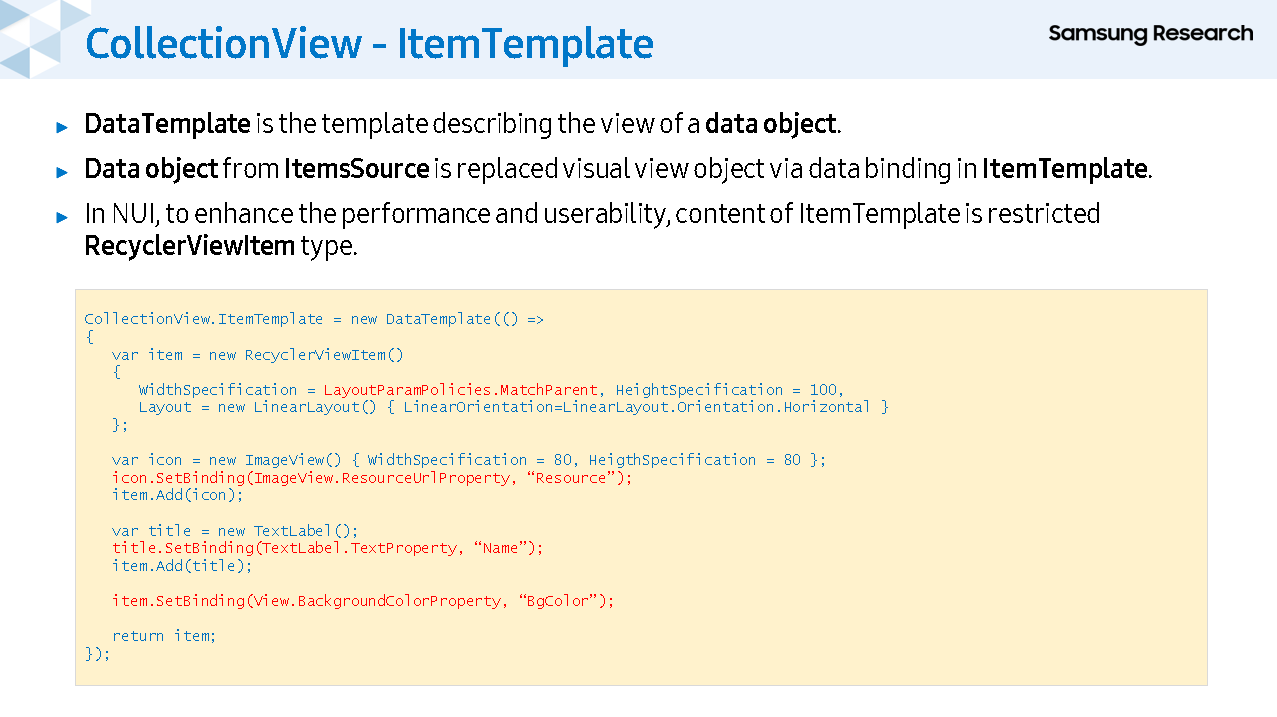 CollectionView - ItemTemplate
Samsung Research
DataTemplate is the template describing the view of a data object.
Data object from ItemsSource is replaced visual view object via data binding in ItemTemplate.
In NUI, to enhance the performance and userability, content of ItemTemplate is restricted
RecyclerViewItem type.
CollectionView.ItemTemplate = new DataTemplate(() =>
{
var item = new RecyclerViewItem()
{
WidthSpecification = LayoutParamPolicies.MatchParent, HeightSpecification = 100,
Layout = new LinearLayout() { LinearOrientation=LinearLayout.Orientation.Horizontal }
};
var icon = new ImageView() { WidthSpecification = 80, HeigthSpecification = 80 };
icon.SetBinding(ImageView.ResourceUrlProperty, “Resource”);
item.Add(icon);
var title = new TextLabel();
title.SetBinding(TextLabel.TextProperty, “Name”);
item.Add(title);
item.SetBinding(View.BackgroundColorProperty, “BgColor”);
return item;
});